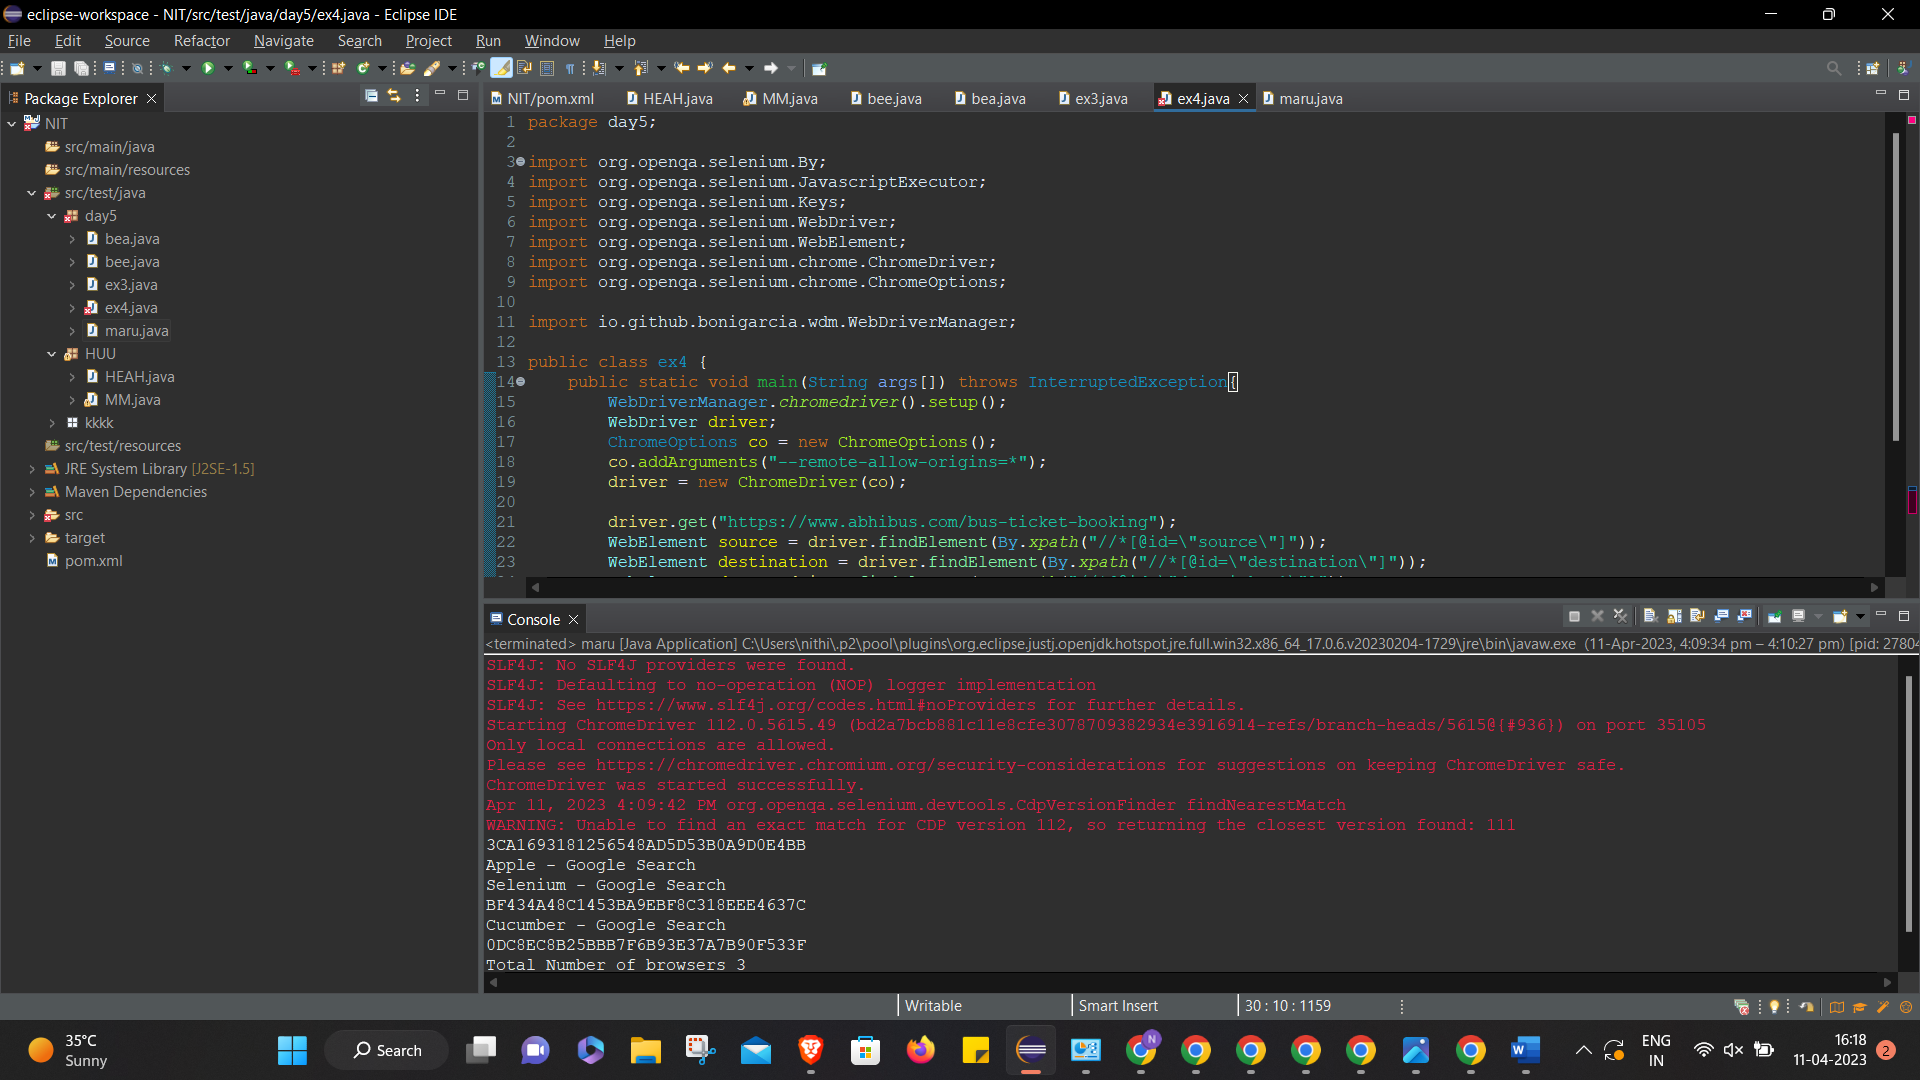 eclipse-workspace - NIT/src/test/java/day5/ex4.java - Eclipse IDE
File Edit Source Refactor Navigate Search Project Run Window Help
Package Explorer
NIT
src/main/java
src/main/resources
src/test/java
day5
bea.java
bee.java
ex3.java
ex4.java
maru.java
HUU
HEAH.java
MM.java
kkkk
src/test/resources
JRE System Library [J2SE-1.5]
Maven Dependencies
src
target
pom.xml
NIT/pom.xml HEAH.java MM.java bee.java bea.java ex3.java ex4.java maru.java
1 package day5;
2
3 import org.openqa.selenium.By;
4 import org.openqa.selenium.JavascriptExecutor;
5 import org.openqa.selenium.Keys;
6 import org.openqa.selenium.WebDriver;
7 import org.openqa.selenium.WebElement;
8 import org.openqa.selenium.chrome.ChromeDriver;
9 import org.openqa.selenium.chrome.ChromeOptions;
10
11 import io.github.bonigarcia.wdm.WebDriverManager;
12
13 public class ex4 {
14 public static void main(String args[]) throws InterruptedException{
15 WebDriverManager.chromedriver().setup();
16 WebDriver driver;
17 ChromeOptions co = new ChromeOptions();
18 co.addArguments("--remote-allow-origins=*");
19 driver = new ChromeDriver(co);
20
21 driver.get("https://www.abhibus.com/bus-ticket-booking");
22 WebElement source = driver.findElement(By.xpath("//*[@id=\"source\"]"));
23 WebElement destination = driver.findElement(By.xpath("//*[@id=\"destination\"]"));
Console
<terminated> maru [Java Application] C:\Users\nithi\.p2\pool\plugins\org.eclipse.justj.openjdk.hotspot.jre.full.win32.x86_64_17.0.6.v20230204-1729\jre\bin\javaw.exe (11-Apr-2023, 4:09:34 pm – 4:10:27 pm) [pid: 27804
SLF4J: No SLF4J providers were found.
SLF4J: Defaulting to no-operation (NOP) logger implementation
SLF4J: See https://www.slf4j.org/codes.html#noProviders for further details.
Starting ChromeDriver 112.0.5615.49 (bd2a7bcb881c11e8cfe3078709382934e3916914-refs/branch-heads/5615@{#936}) on port 35105
Only local connections are allowed.
Please see https://chromedriver.chromium.org/security-considerations for suggestions on keeping ChromeDriver safe.
ChromeDriver was started successfully.
Apr 11, 2023 4:09:42 PM org.openqa.selenium.devtools.CdpVersionFinder findNearestMatch
WARNING: Unable to find an exact match for CDP version 112, so returning the closest version found: 111
3CA1693181256548AD5D53B0A9D0E4BB
Apple - Google Search
Selenium - Google Search
BF434A48C1453BA9EBF8C318EEE4637C
Cucumber - Google Search
0DC8EC8B25BBB7F6B93E37A7B90F533F
Total Number of browsers 3
Writable Smart Insert 30 : 10 : 1159
35°C
Sunny
Search
N
ENG
IN
16:18
11-04-2023
2